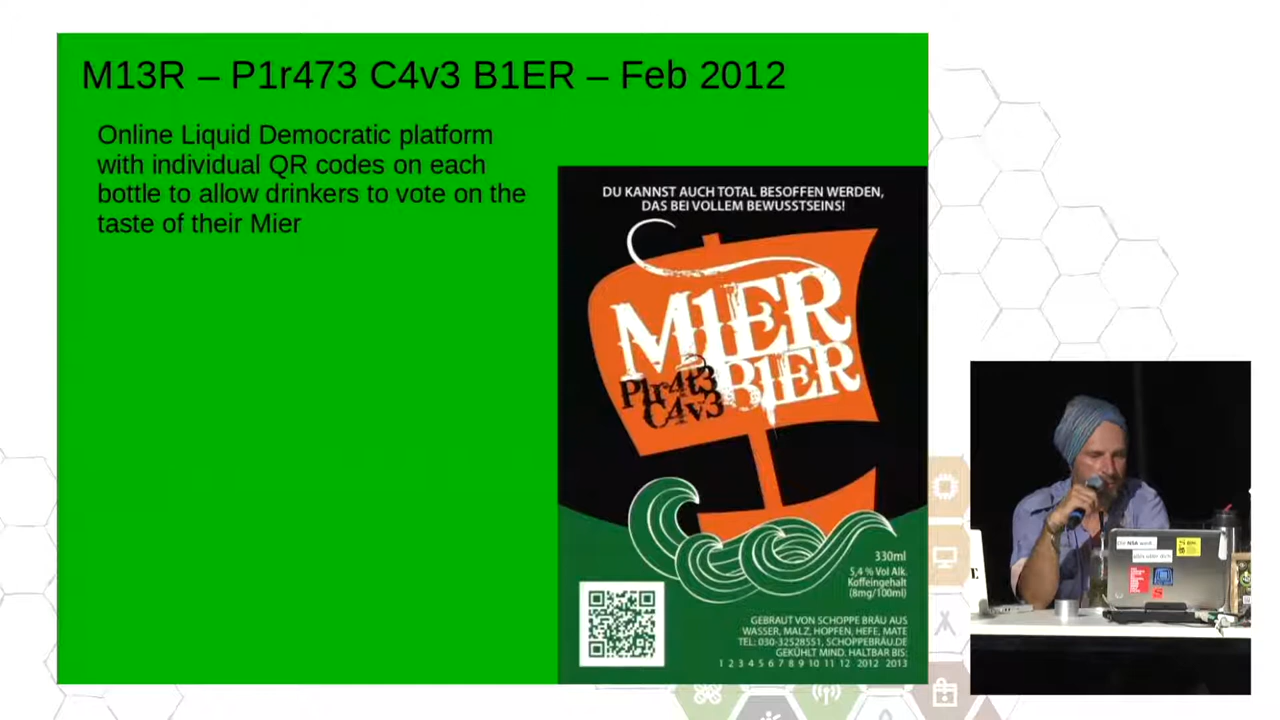 M13R – P1r473 C4v3 B1ER – Feb 2012
Online Liquid Democratic platform
with individual QR codes on each
bottle to allow drinkers to vote on the
taste of their Mier
DU KANNST AUCH TOTAL BESOFFEN WERDEN,
DAS BEI VOLLEM BEWUSSTSEINS!
M1ER
P1r4t3 B1ER
C4v3
330ml
5,4 % Vol Alk.
Koffeingehalt
(8mg/100ml)
GEBRAUT VON SCHOPPE BRÄU AUS
WASSER, MALZ, HOPFEN, HEFE, MATE
TEL: 030-32528551, SCHOPPEBRÄU.DE
GEKÜHLT MIND. HALTBAR BIS:
1 2 3 4 5 6 7 8 9 10 11 12 2012 2013